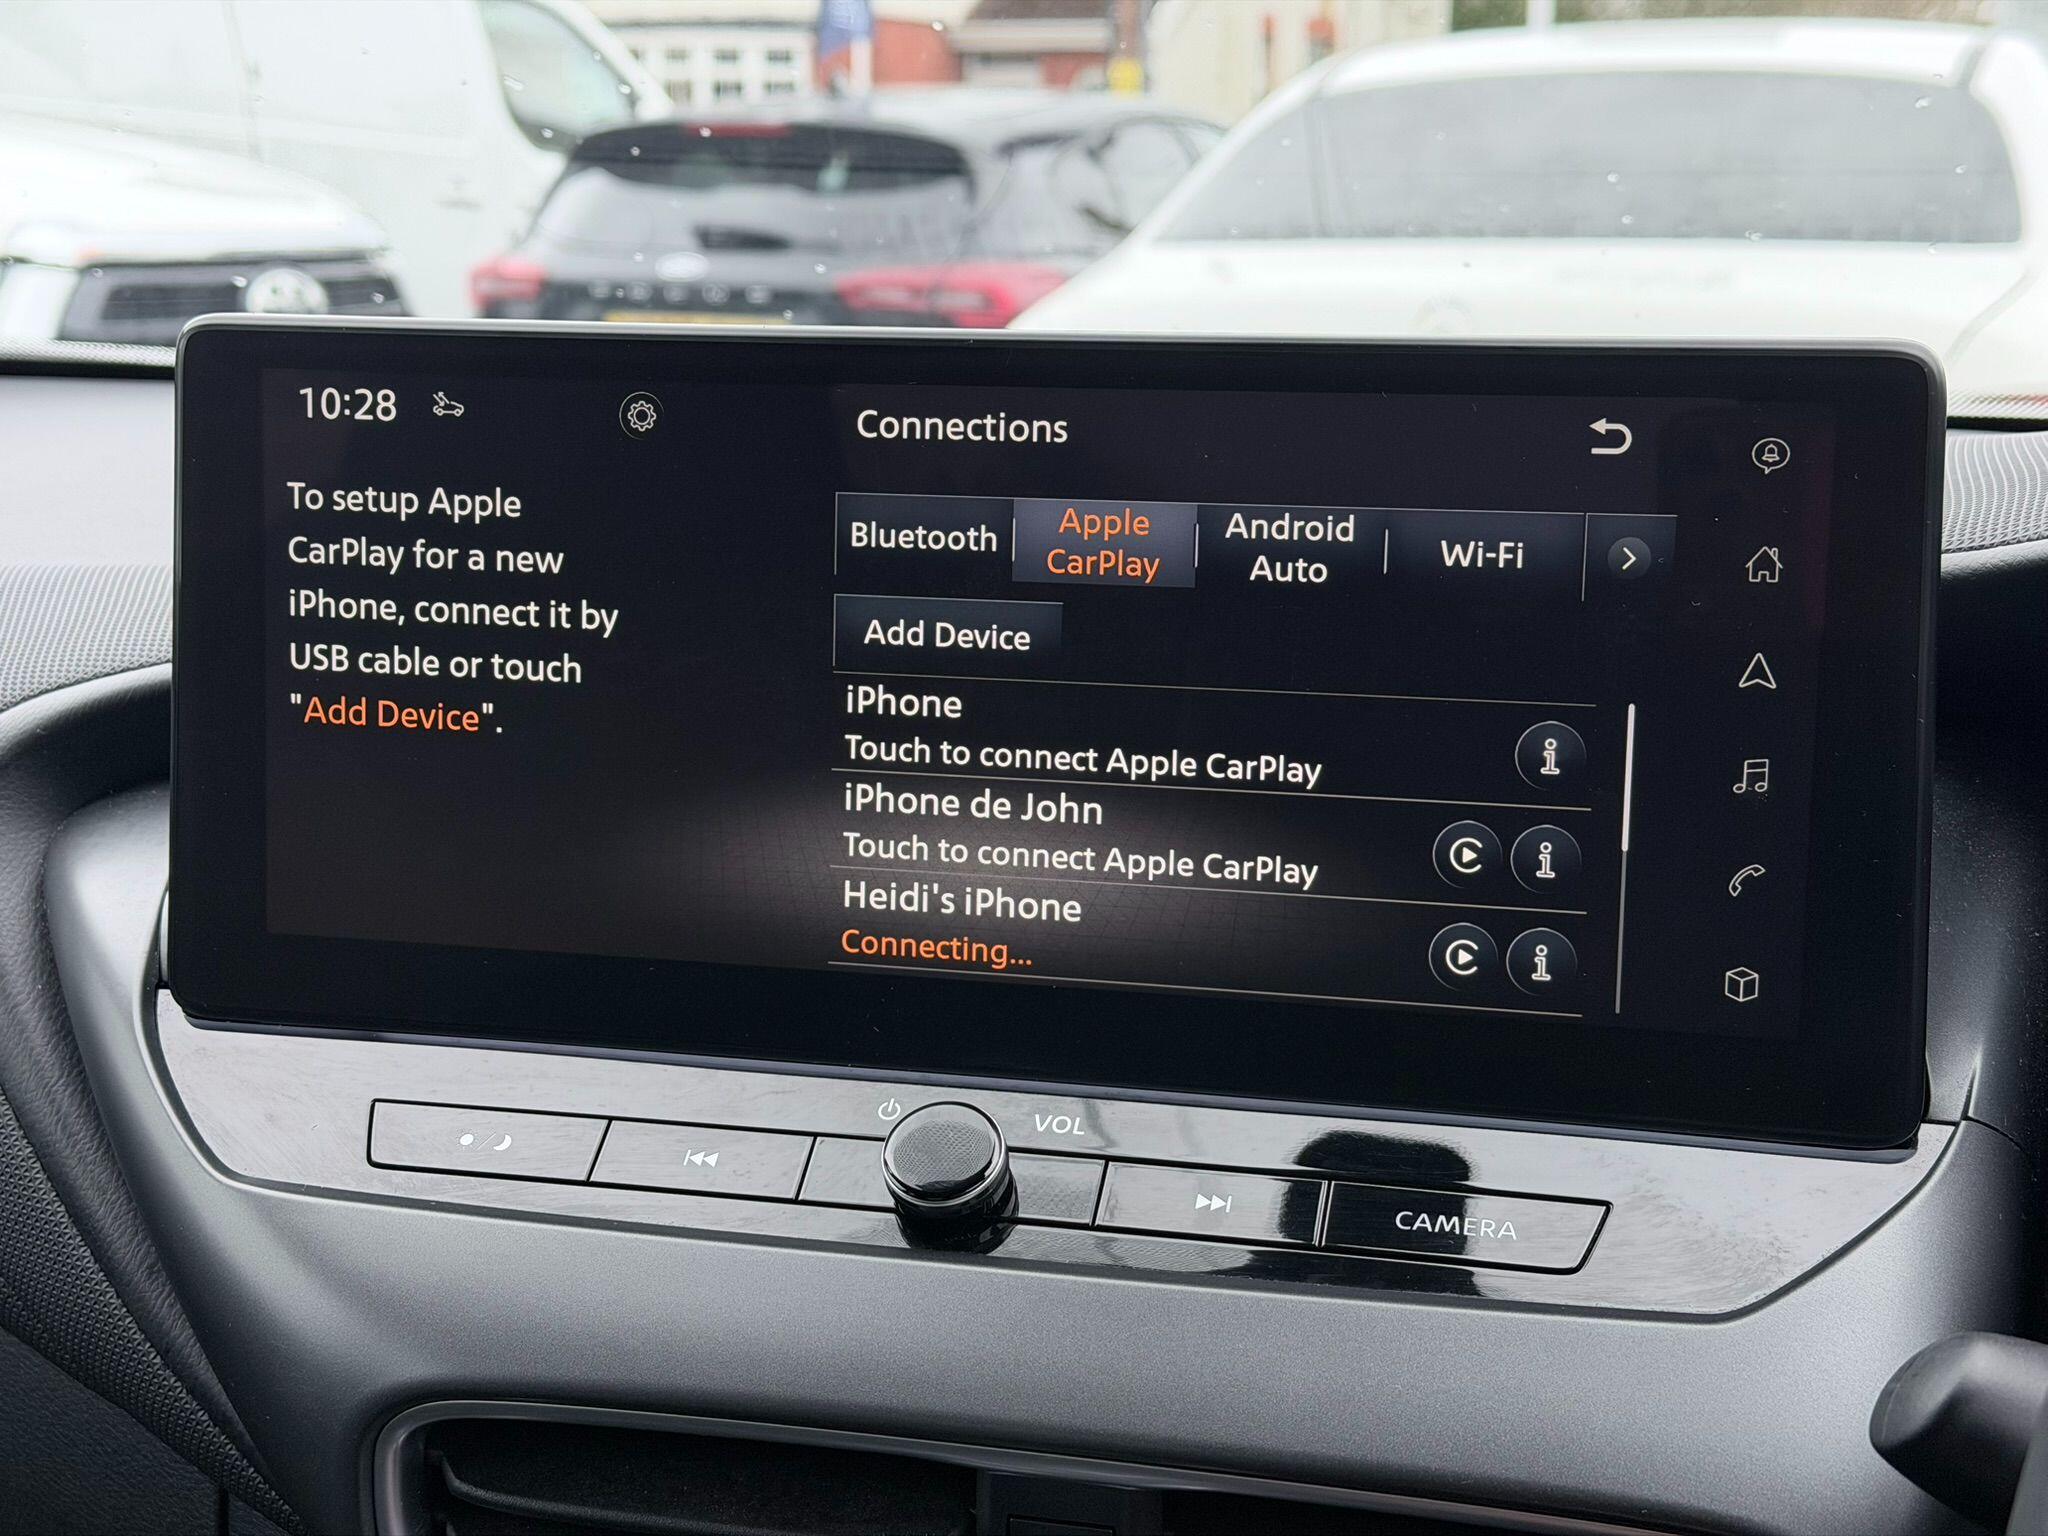 10:28
Connections
To setup Apple
CarPlay for a new
iPhone, connect it by
USB cable or touch
"Add Device".
Bluetooth
Apple
CarPlay
Android
Auto
Wi-Fi
Add Device
iPhone
Touch to connect Apple CarPlay
iPhone de John
Touch to connect Apple CarPlay
Heidi's iPhone
Connecting...
VOL
CAMERA